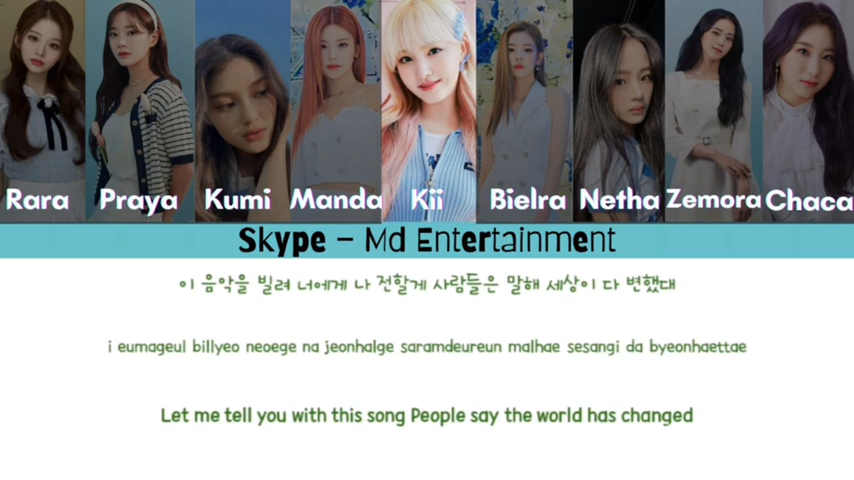 Rara Praya Kumi Manda Kii Bielra Netha Zemora Chaca
Skype – Md Entertainment
이 음악을 빌려 너에게 나 전할게 사람들은 말해 세상이 다 변했대
i eumageul billyeo neoege na jeonhalge saramdeureun malhae sesangi da byeonhaettae
Let me tell you with this song People say the world has changed